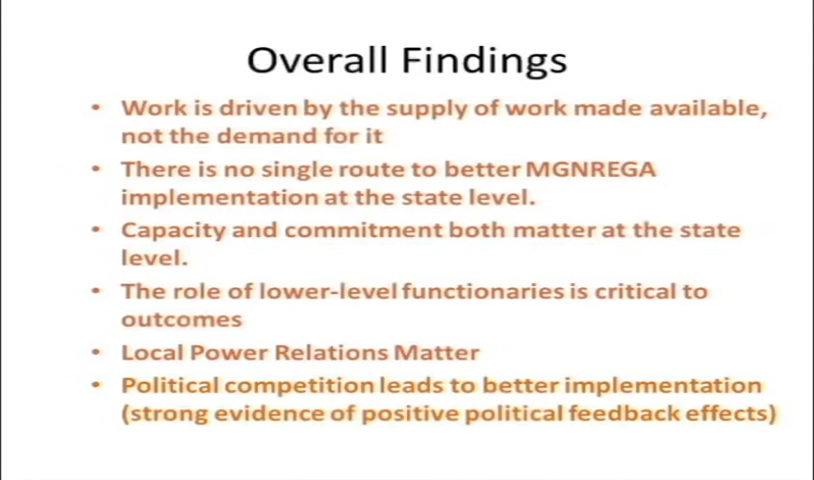 Overall Findings
• Work is driven by the supply of work made available,
not the demand for it
• There is no single route to better MGNREGA
implementation at the state level.
• Capacity and commitment both matter at the state
level.
• The role of lower-level functionaries is critical to
outcomes
• Local Power Relations Matter
• Political competition leads to better implementation
(strong evidence of positive political feedback effects)